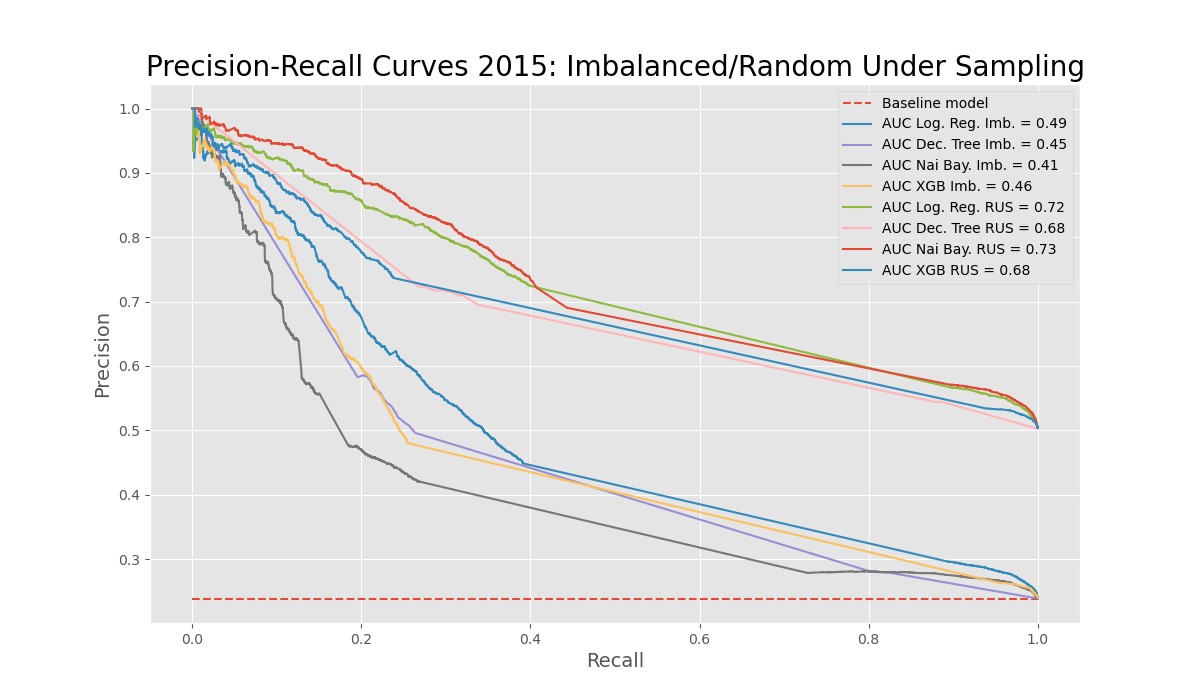 Precision-Recall Curves 2015: Imbalanced/Random Under Sampling
Baseline model
AUC Log. Reg. Imb. = 0.49
AUC Dec. Tree Imb. = 0.45
AUC Nai Bay. Imb. = 0.41
AUC XGB Imb. = 0.46
AUC Log. Reg. RUS = 0.72
AUC Dec. Tree RUS = 0.68
AUC Nai Bay. RUS = 0.73
AUC XGB RUS = 0.68
Precision
1.0
0.9
0.8
0.7
0.6
0.5
0.4
0.3
0.0 0.2 0.4 0.6 0.8 1.0
Recall